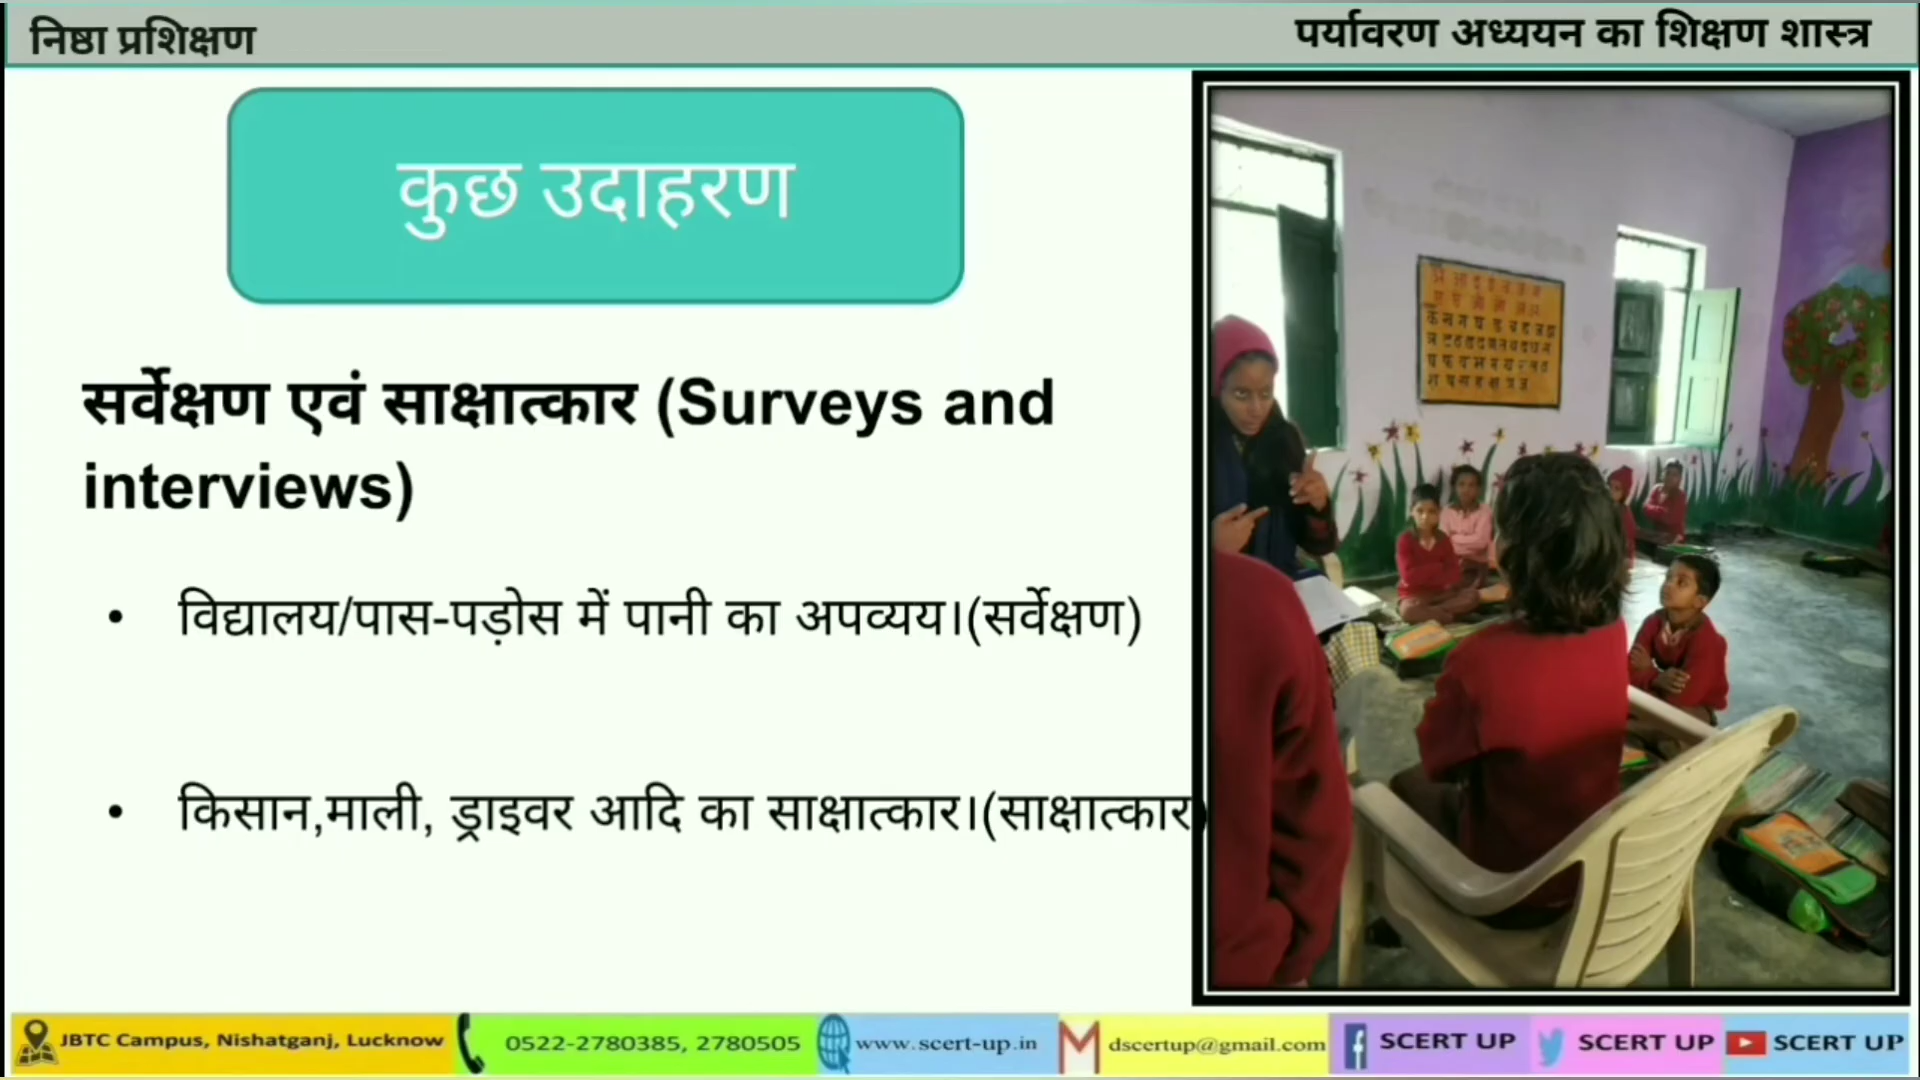 निष्ठा प्रशिक्षण
पर्यावरण अध्ययन का शिक्षण शास्त्र
कुछ उदाहरण
सर्वेक्षण एवं साक्षात्कार (Surveys and
interviews)
• विद्यालय/पास-पड़ोस में पानी का अपव्यय।(सर्वेक्षण)
• किसान,माली, ड्राइवर आदि का साक्षात्कार।(साक्षात्कार)
JBTC Campus, Nishatganj, Lucknow
0522-2780385, 2780505
www.scert-up.in
dscertup@gmail.com
SCERT UP
SCERT UP
SCERT UP